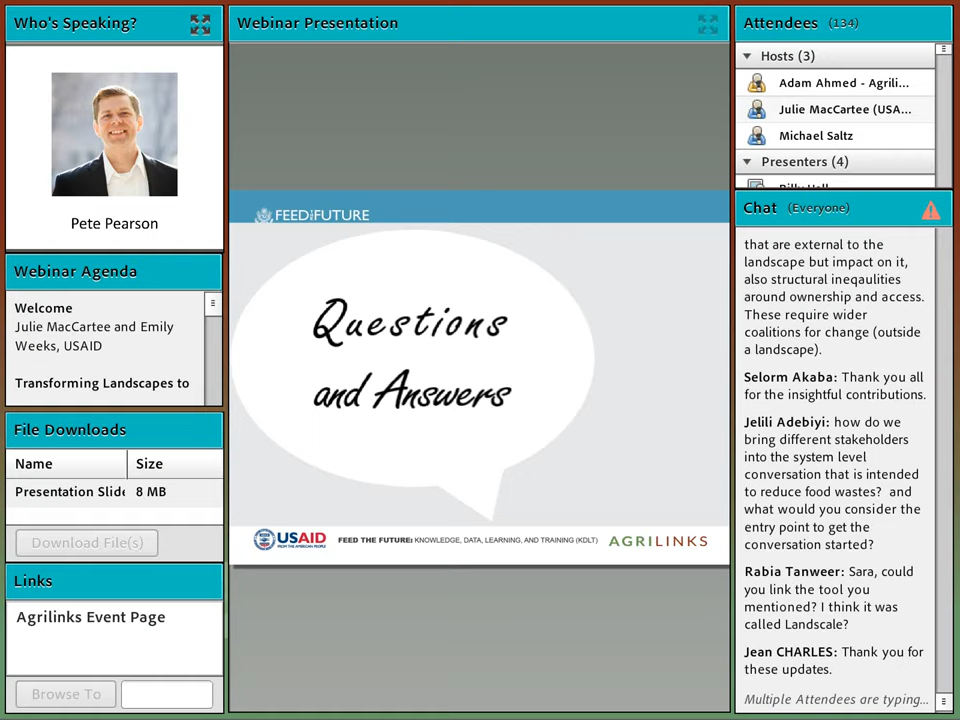 Who's Speaking?
Pete Pearson
Webinar Agenda
Welcome
Julie MacCartee and Emily
Weeks, USAID
Transforming Landscapes to
File Downloads
Name Size
Presentation Slide 8 MB
Download File(s)
Links
Agrilinks Event Page
Browse To
Webinar Presentation
FEED THE FUTURE
Questions
and Answers
USAID
FROM THE AMERICAN PEOPLE
FEED THE FUTURE: KNOWLEDGE, DATA, LEARNING, AND TRAINING (KDLT)
AGRILINKS
Attendees (134)
Hosts (3)
Adam Ahmed - Agrili...
Julie MacCartee (USA...
Michael Saltz
Presenters (4)
Chat (Everyone)
that are external to the
landscape but impact on it,
also structural ineqaulities
around ownership and access.
These require wider
coalitions for change (outside
a landscape).
Selorm Akaba: Thank you all
for the insightful contributions.
Jelili Adebiyi: how do we
bring different stakeholders
into the system level
conversation that is intended
to reduce food wastes?  and
what would you consider the
entry point to get the
conversation started?
Rabia Tanweer: Sara, could
you link the tool you
mentioned? I think it was
called Landscale?
Jean CHARLES: Thank you for
these updates.
Multiple Attendees are typing...